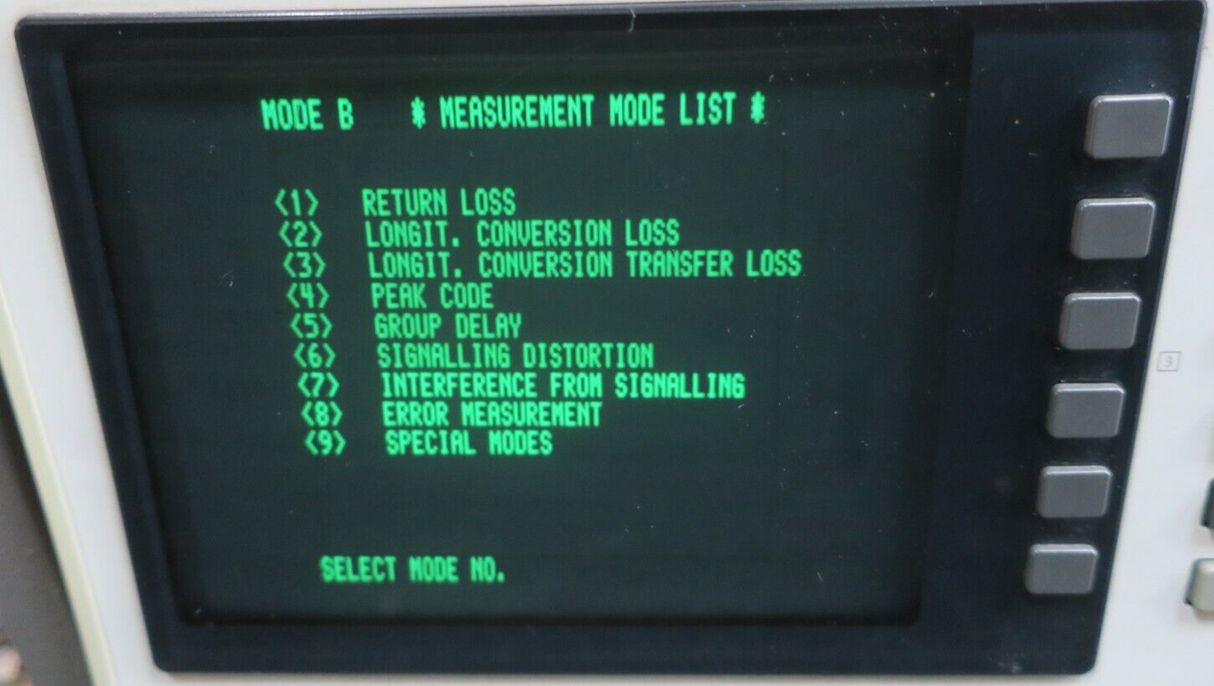 MODE B * MEASUREMENT MODE LIST *
<1> RETURN LOSS
<2> LONGIT. CONVERSION LOSS
<3> LONGIT. CONVERSION TRANSFER LOSS
<4> PEAK CODE
<5> GROUP DELAY
<6> SIGNALLING DISTORTION
<7> INTERFERENCE FROM SIGNALLING
<8> ERROR MEASUREMENT
<9> SPECIAL MODES
SELECT MODE NO.
9